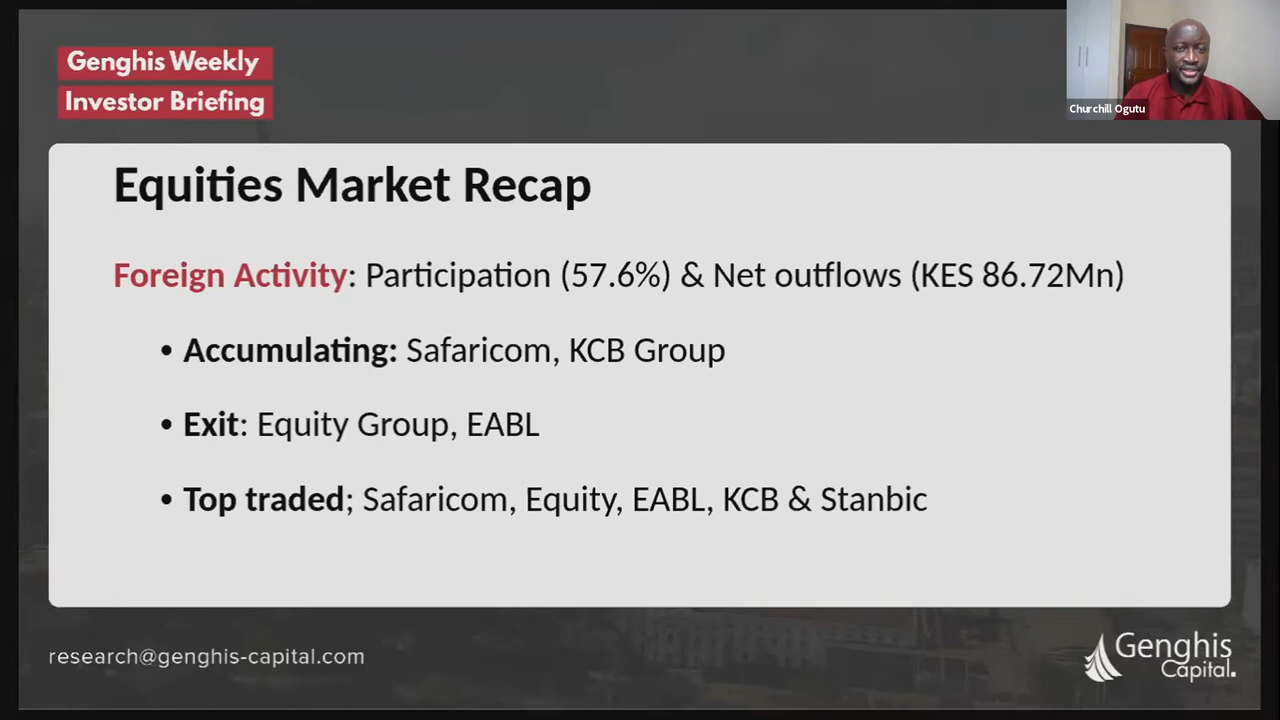 Genghis Weekly
Investor Briefing
Churchill Ogutu
Equities Market Recap
Foreign Activity: Participation (57.6%) & Net outflows (KES 86.72Mn)
• Accumulating: Safaricom, KCB Group
• Exit: Equity Group, EABL
• Top traded; Safaricom, Equity, EABL, KCB & Stanbic
research@genghis-capital.com
Genghis
Capital.